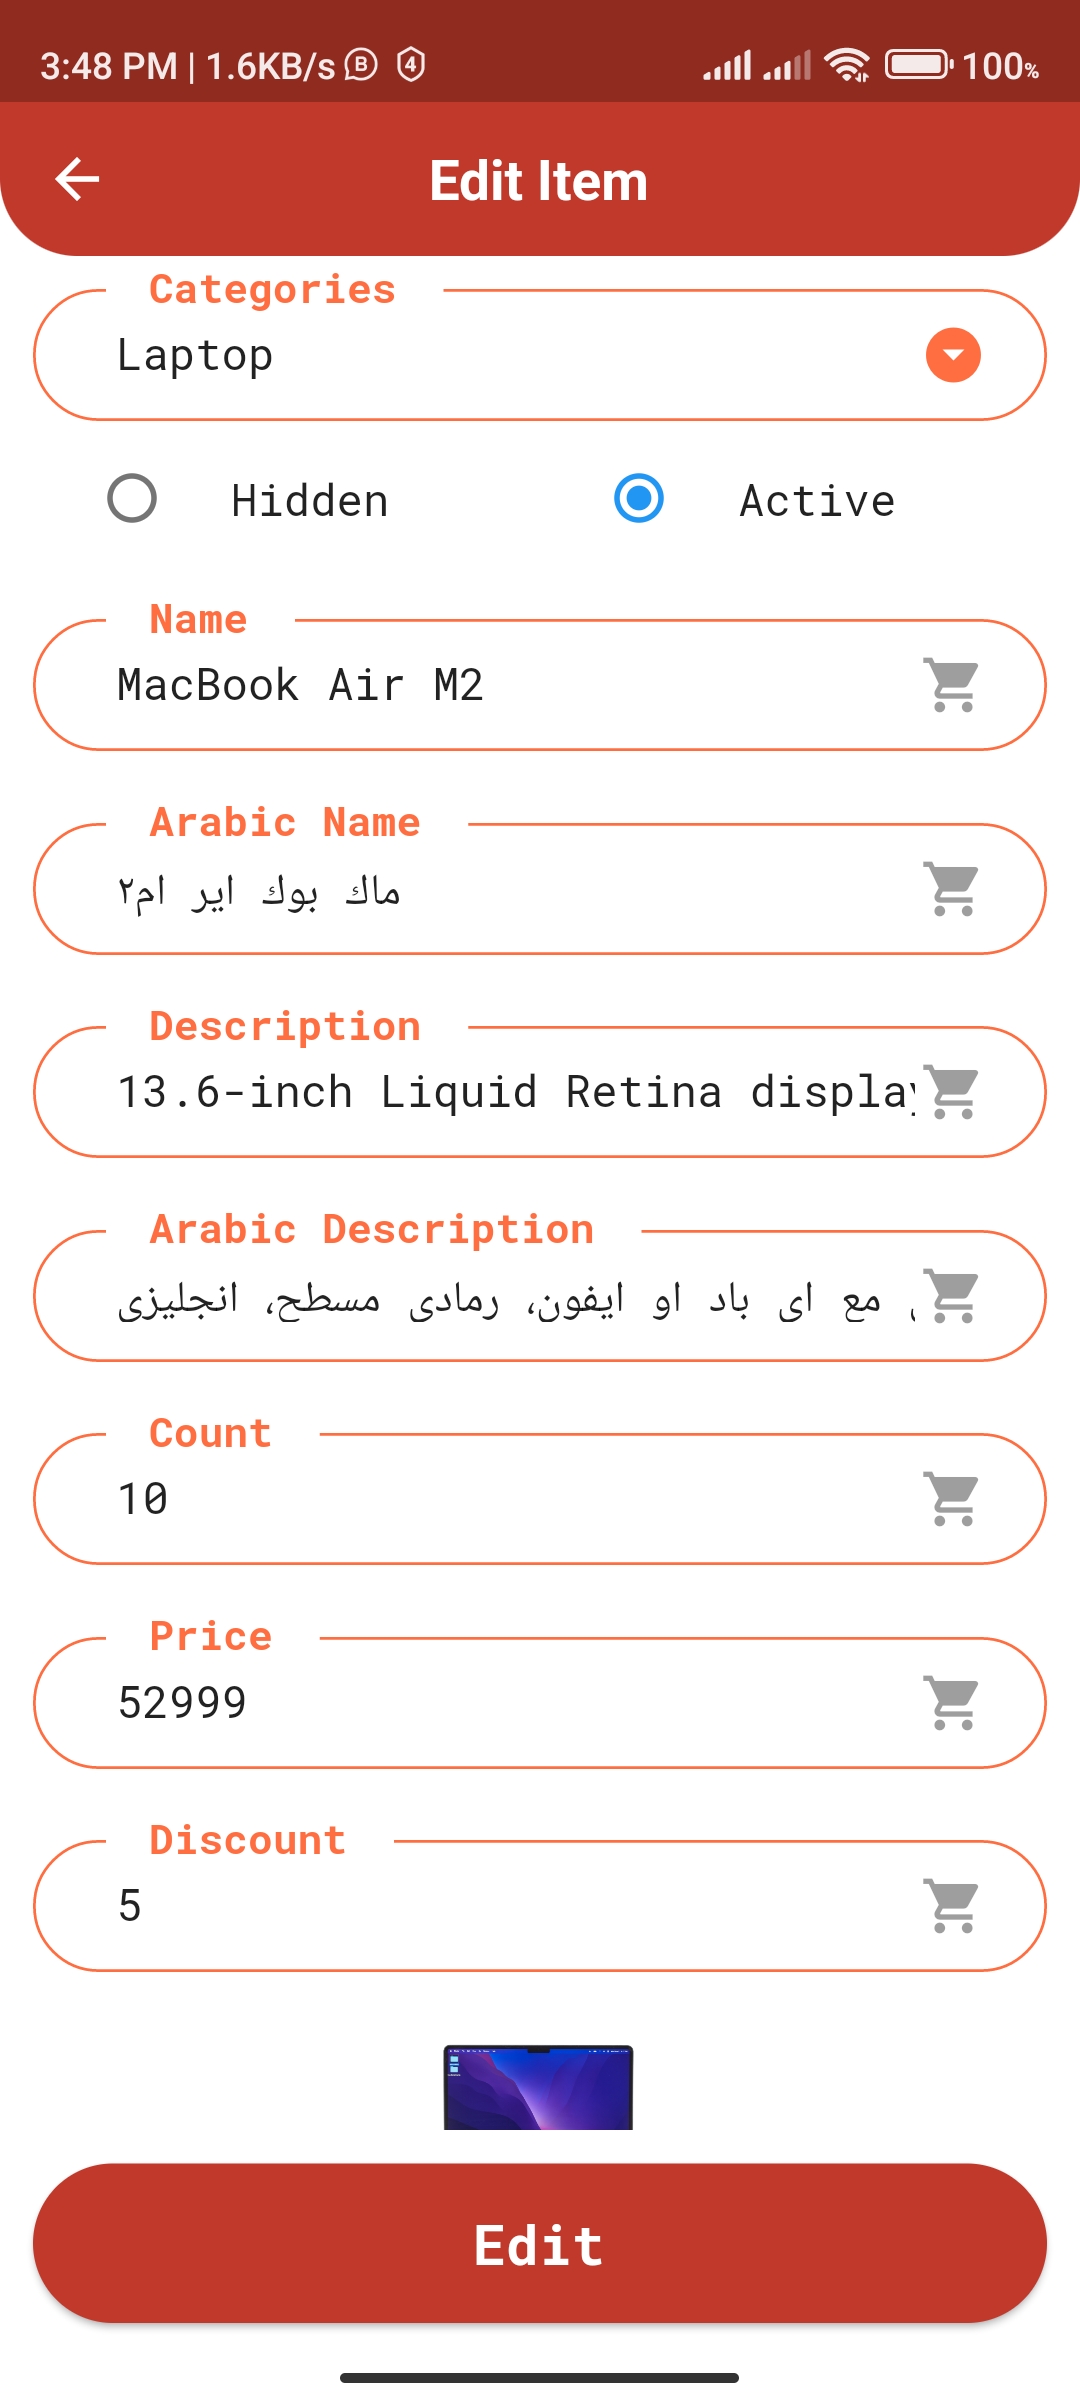 3:48 PM | 1.6KB/s B 4 100%
Edit Item
Categories
Laptop
Hidden
Active
Name
MacBook Air M2
Arabic Name
ماك بوك اير ام٢
Description
13.6-inch Liquid Retina display
Arabic Description
مع اى باد او ايفون، رمادى مسطح، انجليزى
Count
10
Price
52999
Discount
5
Edit